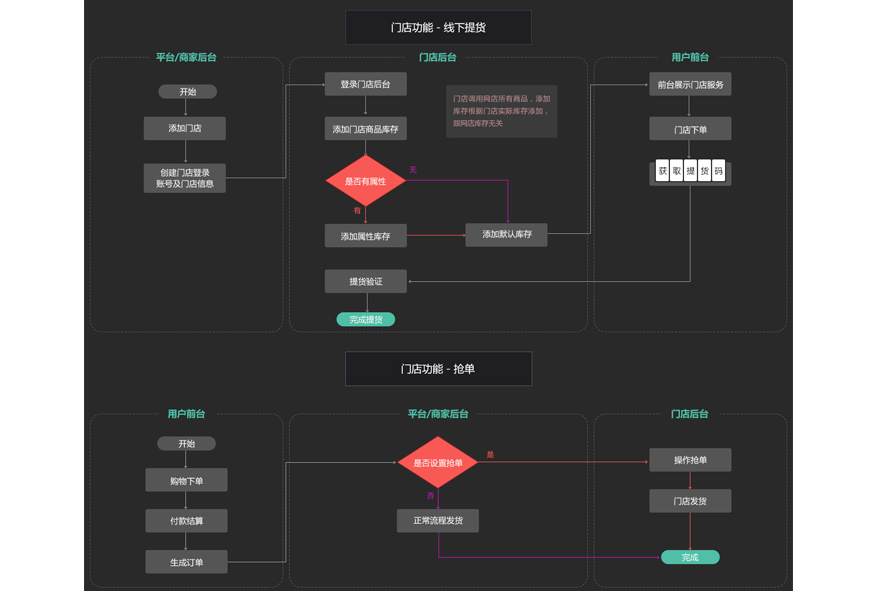 门店功能 - 线下提货
平台/商家后台
开始
添加门店
创建门店登录
账号及门店信息
门店后台
登录门店后台
门店调用网店所有商品，添加
库存根据门店实际库存添加，
跟网店库存无关
添加门店商品库存
是否有属性
无
有
添加属性库存
添加默认库存
提货验证
完成提货
用户前台
前台展示门店服务
门店下单
获取提货码
门店功能 - 抢单
用户前台
开始
购物下单
付款结算
生成订单
平台/商家后台
是否设置抢单
是
否
正常流程发货
门店后台
操作抢单
门店发货
完成